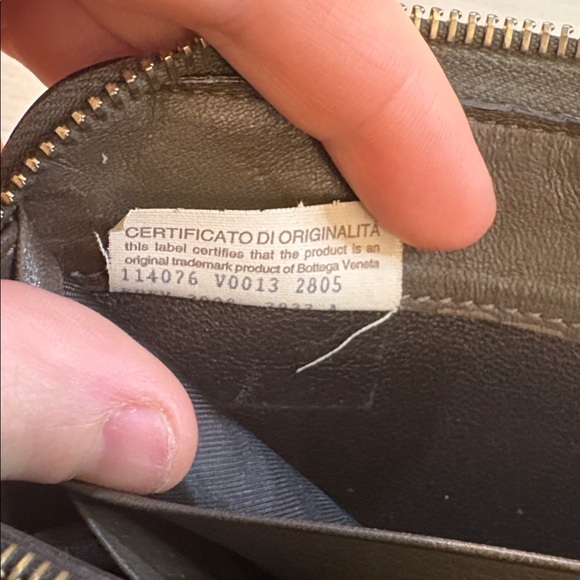 CERTIFICATO DI ORIGINALITA
this label certifies that the product is an
original trademark product of Bottega Veneta
114076 V0013 2805